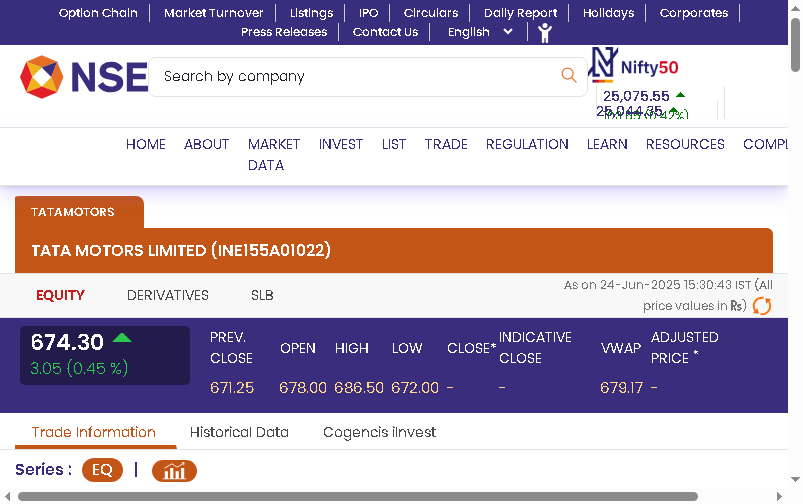 Option Chain Market Turnover Listings IPO Circulars Daily Report Holidays Corporates
Press Releases Contact Us English
NSE
Search by company
Nifty50
25,075.55
25,044.35
HOME ABOUT MARKET DATA INVEST LIST TRADE REGULATION LEARN RESOURCES COMPL
TATAMOTORS
TATA MOTORS LIMITED (INE155A01022)
EQUITY DERIVATIVES SLB
As on 24-Jun-2025 15:30:43 IST (All
price values in Rs)
674.30
3.05 (0.45 %)
PREV. CLOSE OPEN HIGH LOW CLOSE* INDICATIVE CLOSE VWAP ADJUSTED PRICE *
671.25 678.00 686.50 672.00 - - 679.17 -
Trade Information Historical Data Cogencis iInvest
Series : EQ |